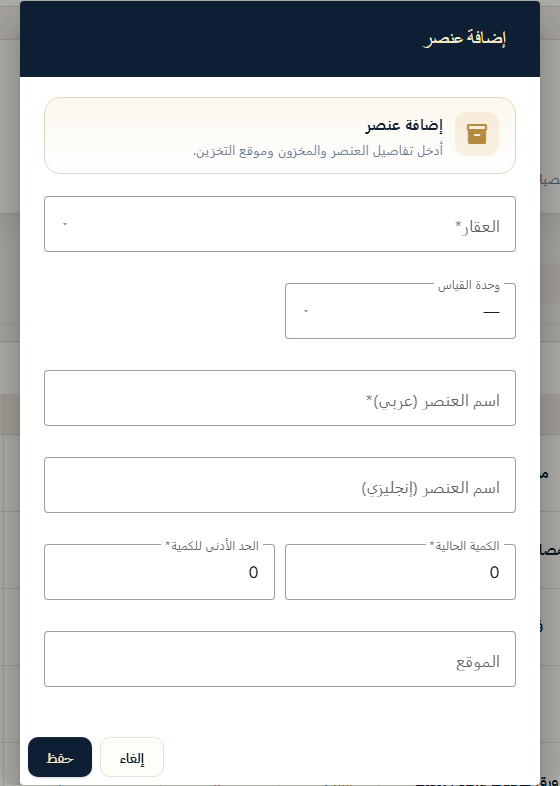 إضافة عنصر
إضافة عنصر
أدخل تفاصيل العنصر والمخزون وموقع التخزين.
العقار*
وحدة القياس
—
اسم العنصر (عربي)*
اسم العنصر (إنجليزي)
الكمية الحالية* الحد الأدنى للكمية*
0 0
الموقع
إلغاء حفظ